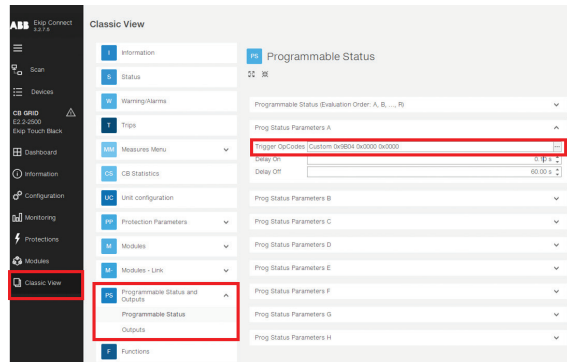 ABB Ekip Connect
3.2.7.5
Scan
Devices
CB GRID
E2.2-2500
Ekip Touch Black
Dashboard
Information
Configuration
Monitoring
Protections
Modules
Classic View
Classic View
I Information
S Status
W Warning/Alarms
T Trips
MM Measures Menu
CS CB Statistics
UC Unit configuration
PP Protection Parameters
M Modules
M- Modules - Link
PS Programmable Status and
Outputs
Programmable Status
Outputs
F Functions
PS Programmable Status
Programmable Status (Evaluation Order: A, B, ..., R)
Prog Status Parameters A
Trigger OpCodes Custom 0x9B04 0x0000 0x0000
Delay On 0.10 s
Delay Off 60.00 s
Prog Status Parameters B
Prog Status Parameters C
Prog Status Parameters D
Prog Status Parameters E
Prog Status Parameters F
Prog Status Parameters G
Prog Status Parameters H